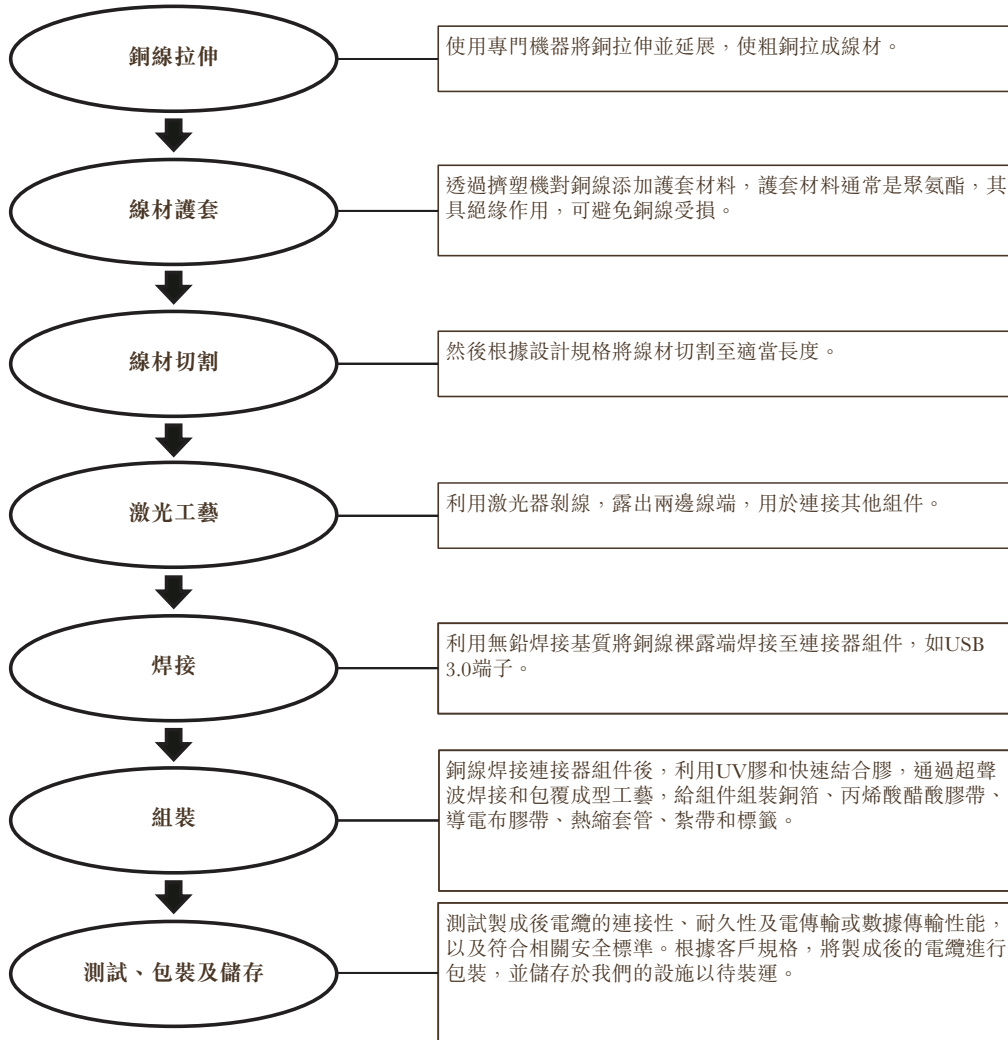 銅線拉伸
使用專門機器將銅拉伸並延展，使粗銅拉成線材。
線材護套
透過擠塑機對銅線添加護套材料，護套材料通常是聚氨酯，其
具絕緣作用，可避免銅線受損。
線材切割
然後根據設計規格將線材切割至適當長度。
激光工藝
利用激光器剝線，露出兩邊線端，用於連接其他組件。
焊接
利用無鉛焊接基質將銅線裸露端焊接至連接器組件，如USB
3.0端子。
組裝
銅線焊接連接器組件後，利用UV膠和快速結合膠，通過超聲
波焊接和包覆成型工藝，給組件組裝銅箔、丙烯酸醋酸膠帶、
導電布膠帶、熱縮套管、紮帶和標籤。
測試、包裝及儲存
測試製成後電纜的連接性、耐久性及電傳輸或數據傳輸性能，
以及符合相關安全標準。根據客戶規格，將製成後的電纜進行
包裝，並儲存於我們的設施以待裝運。